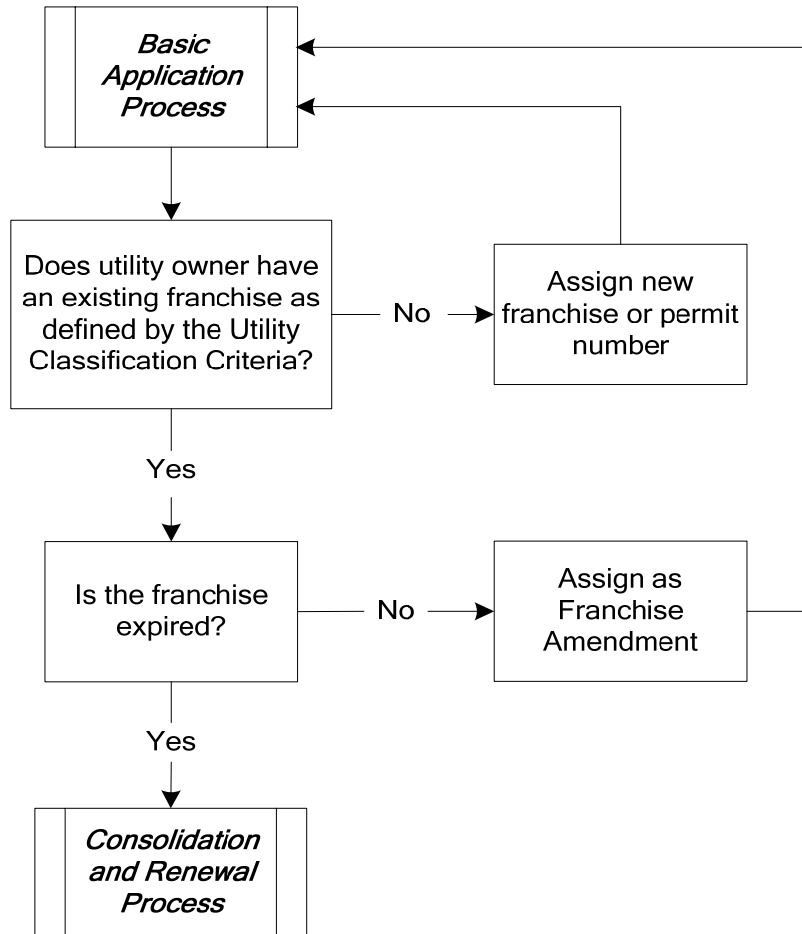 Basic
Application
Process
Does utility owner have
an existing franchise as
defined by the Utility
Classification Criteria?
No
Assign new
franchise or permit
number
Yes
Is the franchise
expired?
No
Assign as
Franchise
Amendment
Yes
Consolidation
and Renewal
Process